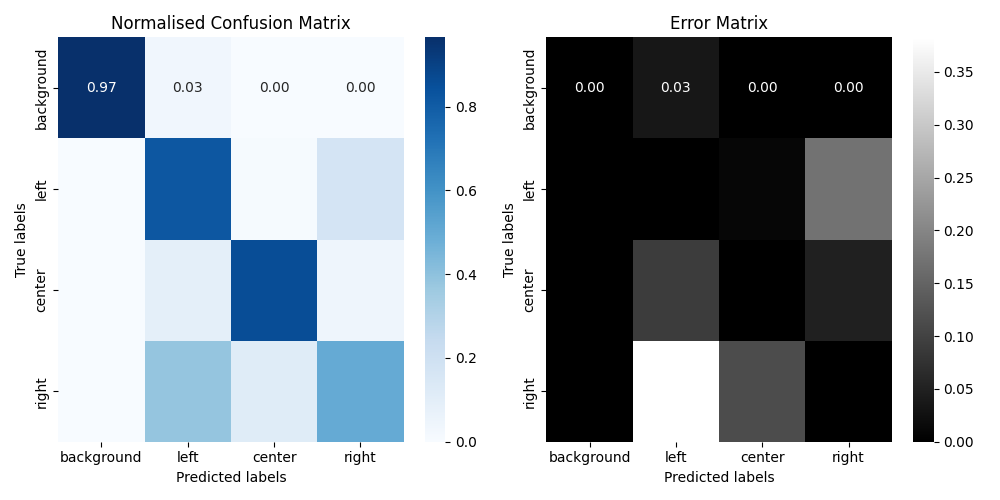 Normalised Confusion Matrix
True labels
background
left
center
right
0.97 0.03 0.00 0.00
background left center right
Predicted labels
0.8
0.6
0.4
0.2
0.0
Error Matrix
True labels
background
left
center
right
0.00 0.03 0.00 0.00
background left center right
Predicted labels
0.35
0.30
0.25
0.20
0.15
0.10
0.05
0.00